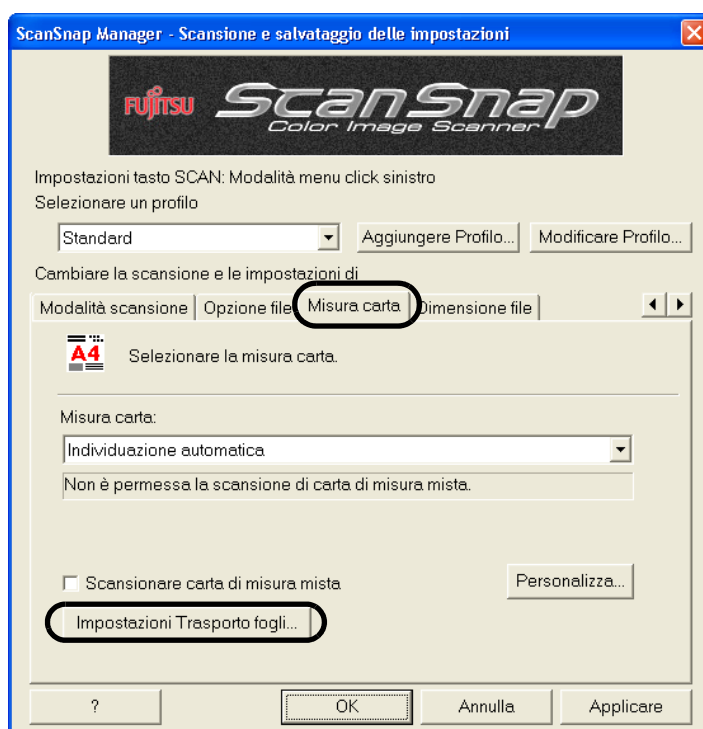 ScanSnap Manager - Scansione e salvataggio delle impostazioni
FUJITSU ScanSnap
Color Image Scanner
Impostazioni tasto SCAN: Modalità menu click sinistro
Selezionare un profilo
Standard Aggiungere Profilo... Modificare Profilo...
Cambiare la scansione e le impostazioni di
Modalità scansione Opzione file Misura carta Dimensione file
A4 Selezionare la misura carta.
Misura carta:
Individuazione automatica
Non è permessa la scansione di carta di misura mista.
Scansionare carta di misura mista Personalizza...
Impostazioni Trasporto fogli...
? OK Annulla Applicare